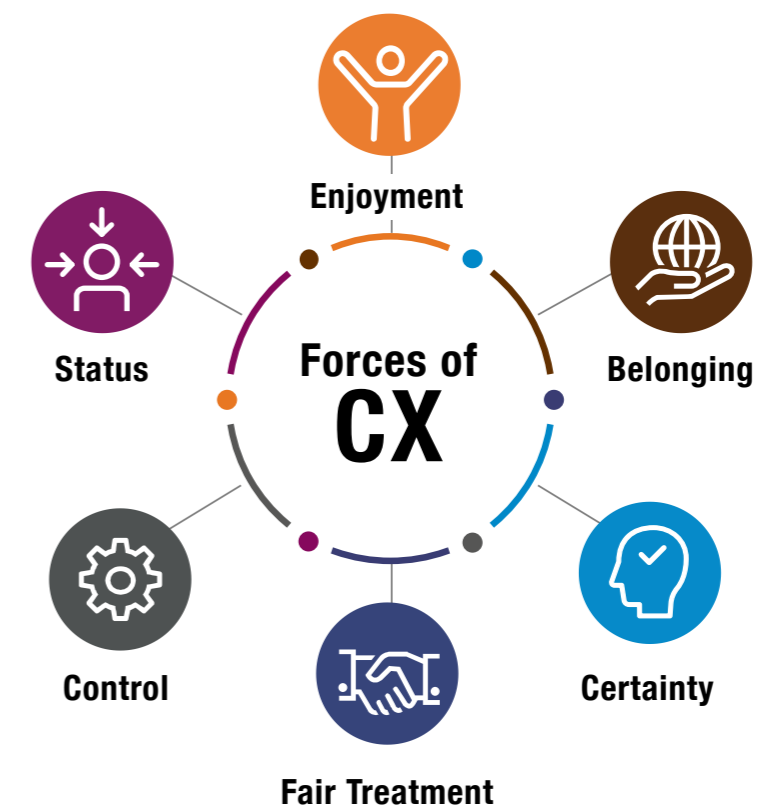 Enjoyment
Status
Belonging
Forces of
CX
Control
Certainty
Fair Treatment